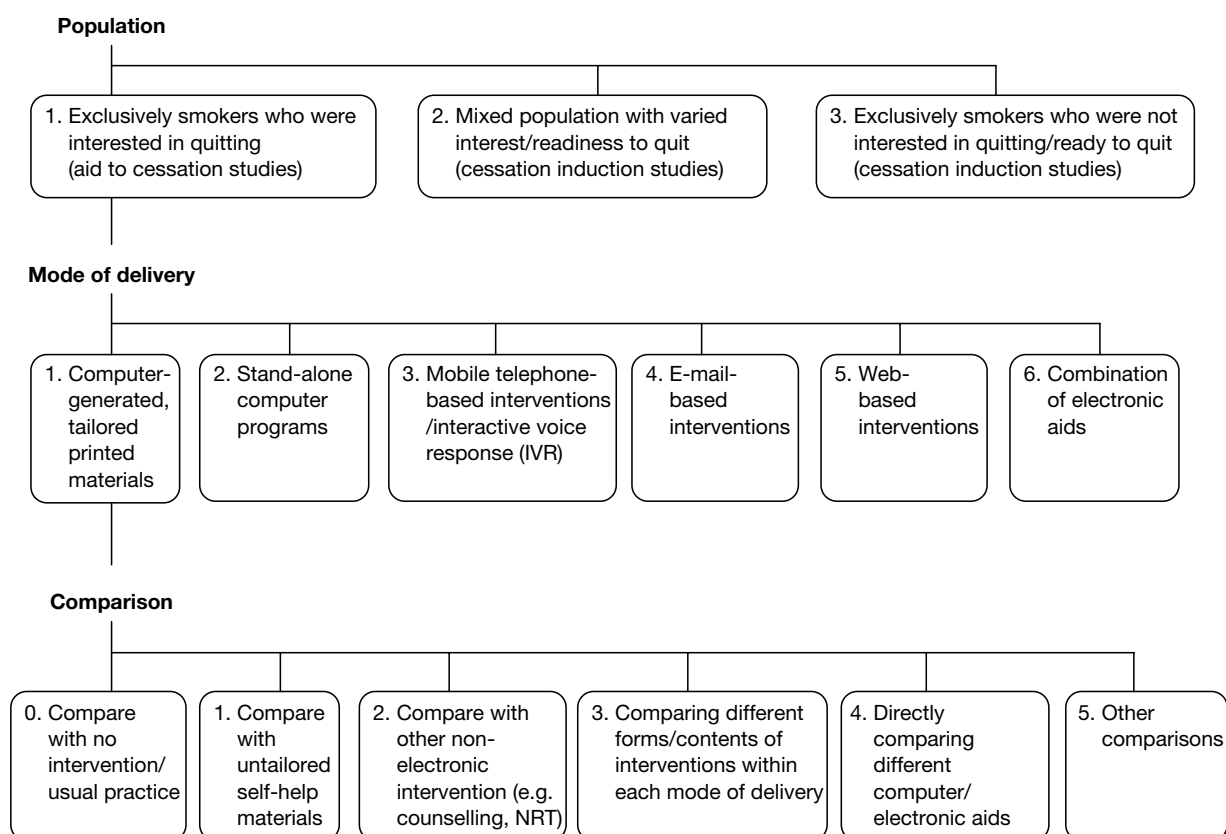 Population
1. Exclusively smokers who were
interested in quitting
(aid to cessation studies)
2. Mixed population with varied
interest/readiness to quit
(cessation induction studies)
3. Exclusively smokers who were not
interested in quitting/ready to quit
(cessation induction studies)
Mode of delivery
1. Computer-
generated,
tailored
printed
materials
2. Stand-alone
computer
programs
3. Mobile telephone-
based interventions
/interactive voice
response (IVR)
4. E-mail-
based
interventions
5. Web-
based
interventions
6. Combination
of electronic
aids
Comparison
0. Compare
with no
intervention/
usual practice
1. Compare
with
untailored
self-help
materials
2. Compare with
other non-
electronic
intervention (e.g.
counselling, NRT)
3. Comparing different
forms/contents of
interventions within
each mode of delivery
4. Directly
comparing
different
computer/
electronic aids
5. Other
comparisons